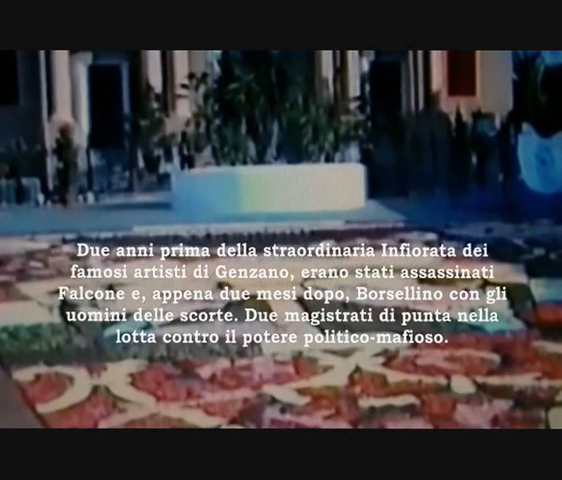 Due anni prima della straordinaria Infiorata dei
famosi artisti di Genzano, erano stati assassinati
Falcone e, appena due mesi dopo, Borsellino con gli
uomini delle scorte. Due magistrati di punta nella
lotta contro il potere politico-mafioso.